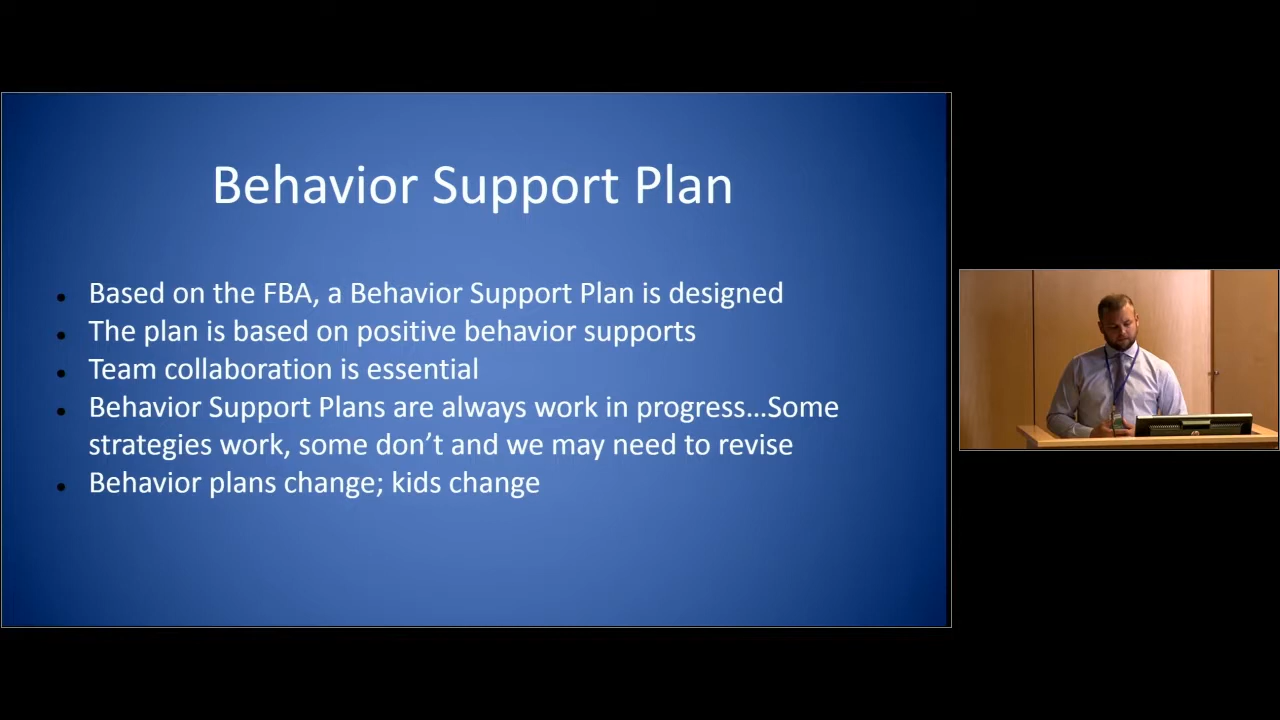 Behavior Support Plan
Based on the FBA, a Behavior Support Plan is designed
The plan is based on positive behavior supports
Team collaboration is essential
Behavior Support Plans are always work in progress…Some
strategies work, some don’t and we may need to revise
Behavior plans change; kids change